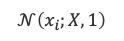 𝒩(xᵢ; X, 1)